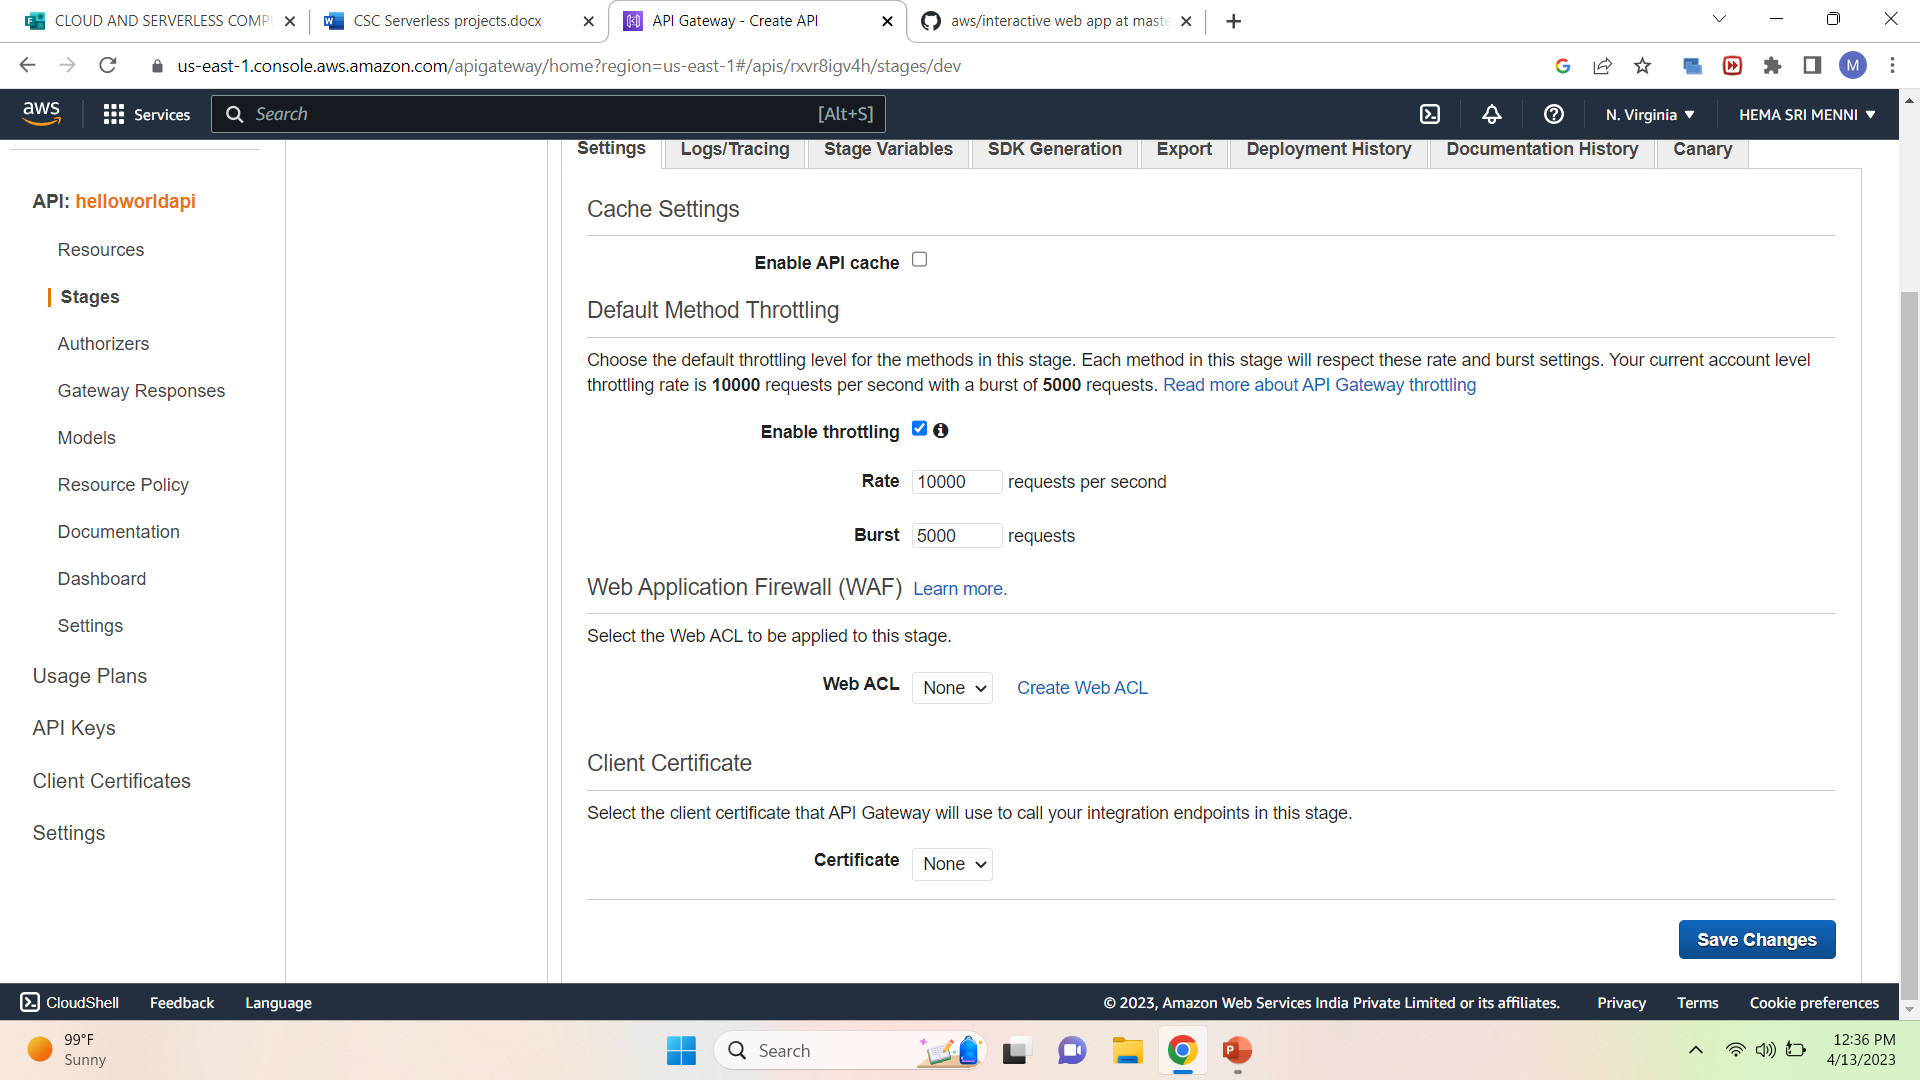 CLOUD AND SERVERLESS COMP
CSC Serverless projects.docx
API Gateway - Create API
aws/interactive web app at maste
us-east-1.console.aws.amazon.com/apigateway/home?region=us-east-1#/apis/rxvr8igv4h/stages/dev
M
aws
Services
Search
[Alt+S]
N. Virginia
HEMA SRI MENNI
Settings
Logs/Tracing
Stage Variables
SDK Generation
Export
Deployment History
Documentation History
Canary
API: helloworldapi
Resources
Stages
Authorizers
Gateway Responses
Models
Resource Policy
Documentation
Dashboard
Settings
Usage Plans
API Keys
Client Certificates
Settings
Cache Settings
Enable API cache
Default Method Throttling
Choose the default throttling level for the methods in this stage. Each method in this stage will respect these rate and burst settings. Your current account level
throttling rate is 10000 requests per second with a burst of 5000 requests. Read more about API Gateway throttling
Enable throttling
Rate 10000 requests per second
Burst 5000 requests
Web Application Firewall (WAF) Learn more.
Select the Web ACL to be applied to this stage.
Web ACL None Create Web ACL
Client Certificate
Select the client certificate that API Gateway will use to call your integration endpoints in this stage.
Certificate None
Save Changes
CloudShell
Feedback
Language
© 2023, Amazon Web Services India Private Limited or its affiliates.
Privacy
Terms
Cookie preferences
99°F
Sunny
Search
12:36 PM
4/13/2023